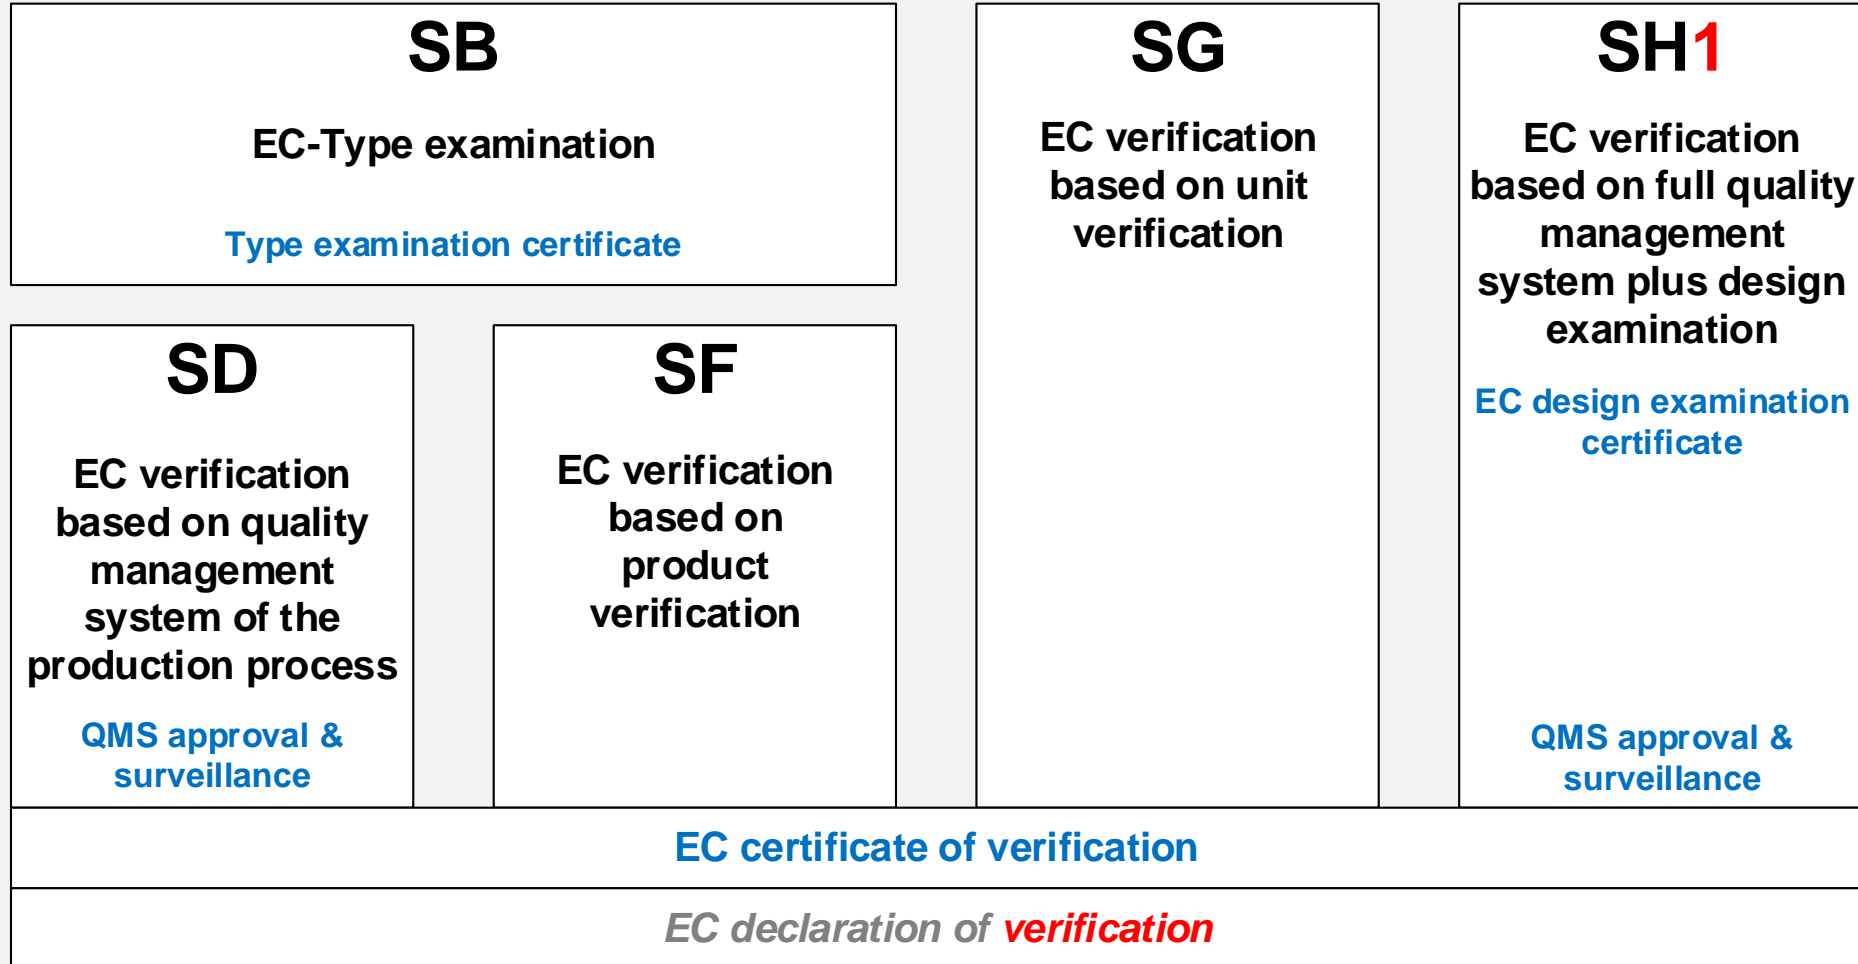 SB
EC-Type examination
Type examination certificate
SD
EC verification
based on quality
management
system of the
production process
QMS approval &
surveillance
SF
EC verification
based on
product
verification
SG
EC verification
based on unit
verification
SH1
EC verification
based on full quality
management
system plus design
examination
EC design examination
certificate
QMS approval &
surveillance
EC certificate of verification
EC declaration of verification